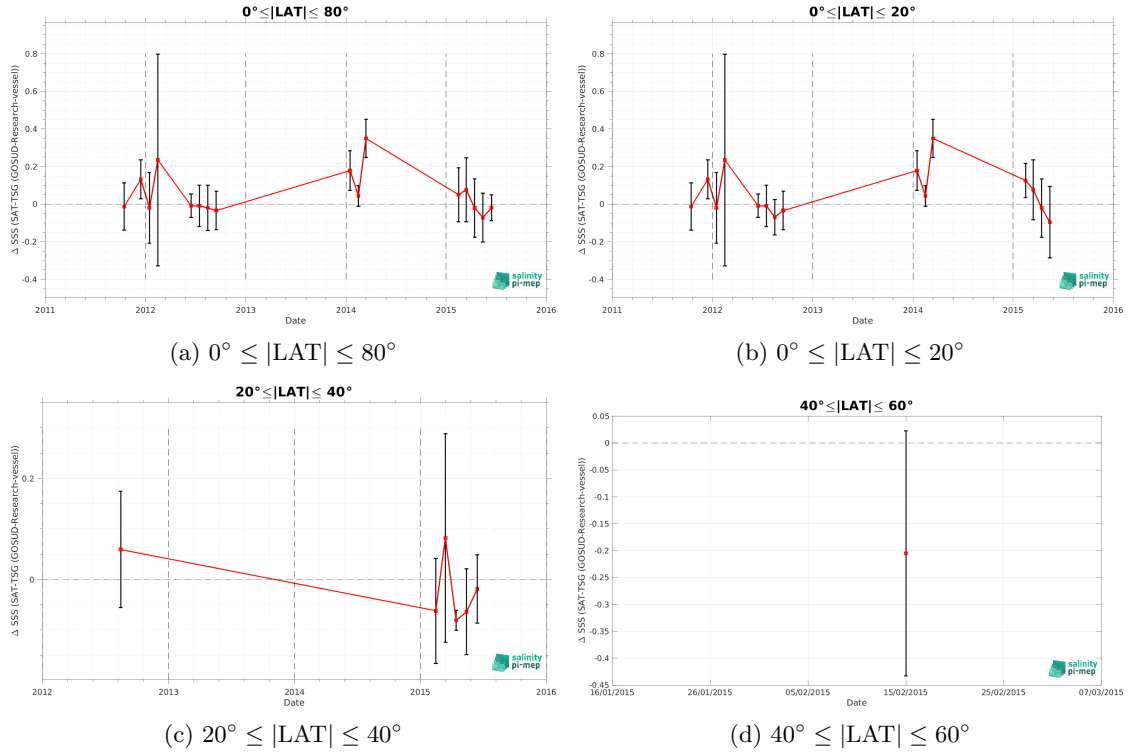 0°≤|LAT|≤ 80°
Δ SSS (SAT-TSG (GOSUD-Research-vessel))
0.8
0.6
0.4
0.2
0
-0.2
-0.4
2011
2012
2013
2014
2015
2016
Date
salinity
pi-mep
(a) 0° ≤ |LAT| ≤ 80°
0°≤|LAT|≤ 20°
Δ SSS (SAT-TSG (GOSUD-Research-vessel))
0.8
0.6
0.4
0.2
0
-0.2
-0.4
2011
2012
2013
2014
2015
2016
Date
salinity
pi-mep
(b) 0° ≤ |LAT| ≤ 20°
20°≤|LAT|≤ 40°
Δ SSS (SAT-TSG (GOSUD-Research-vessel))
0.2
0
2012
2013
2014
2015
2016
Date
salinity
pi-mep
(c) 20° ≤ |LAT| ≤ 40°
40°≤|LAT|≤ 60°
Δ SSS (SAT-TSG (GOSUD-Research-vessel))
0.05
0
-0.05
-0.1
-0.15
-0.2
-0.25
-0.3
-0.35
-0.4
-0.45
16/01/2015
26/01/2015
05/02/2015
15/02/2015
25/02/2015
07/03/2015
Date
salinity
pi-mep
(d) 40° ≤ |LAT| ≤ 60°